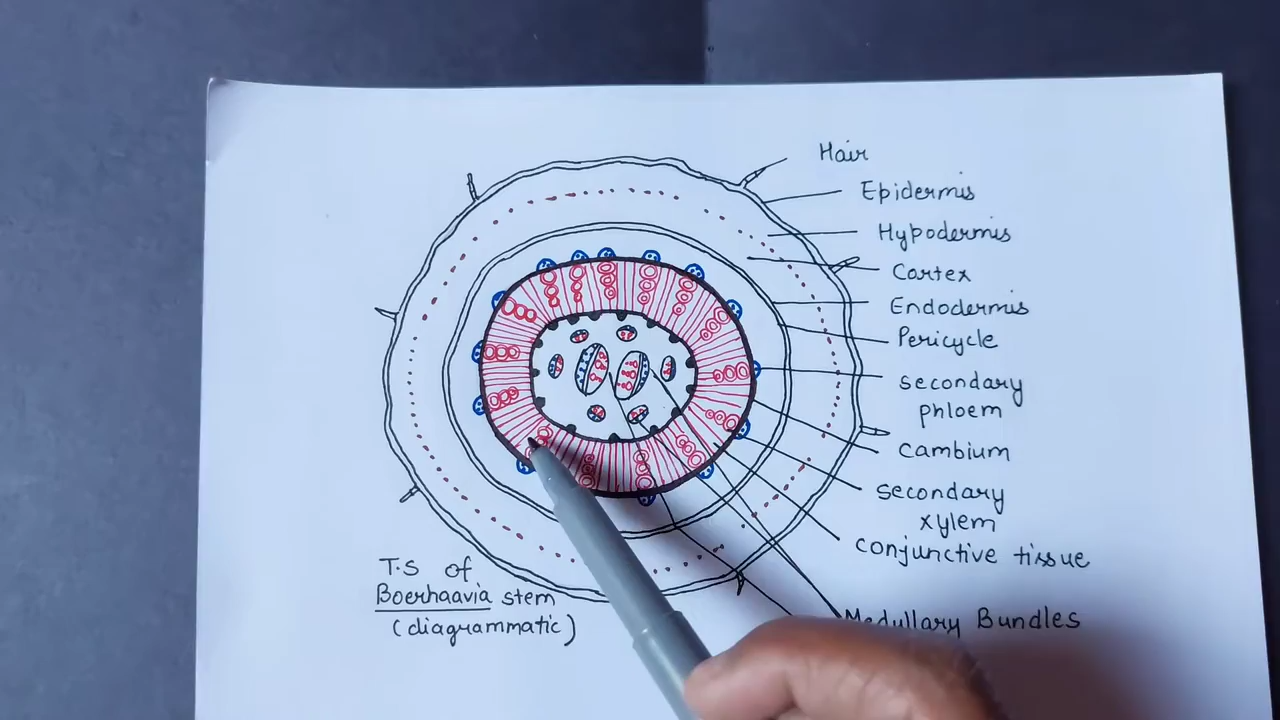 Hair
Epidermis
Hypodermis
Cortex
Endodermis
Pericycle
secondary
phloem
Cambium
secondary
xylem
conjunctive tissue
Medullary Bundles
T.S of
Boerhaavia stem
(diagrammatic)